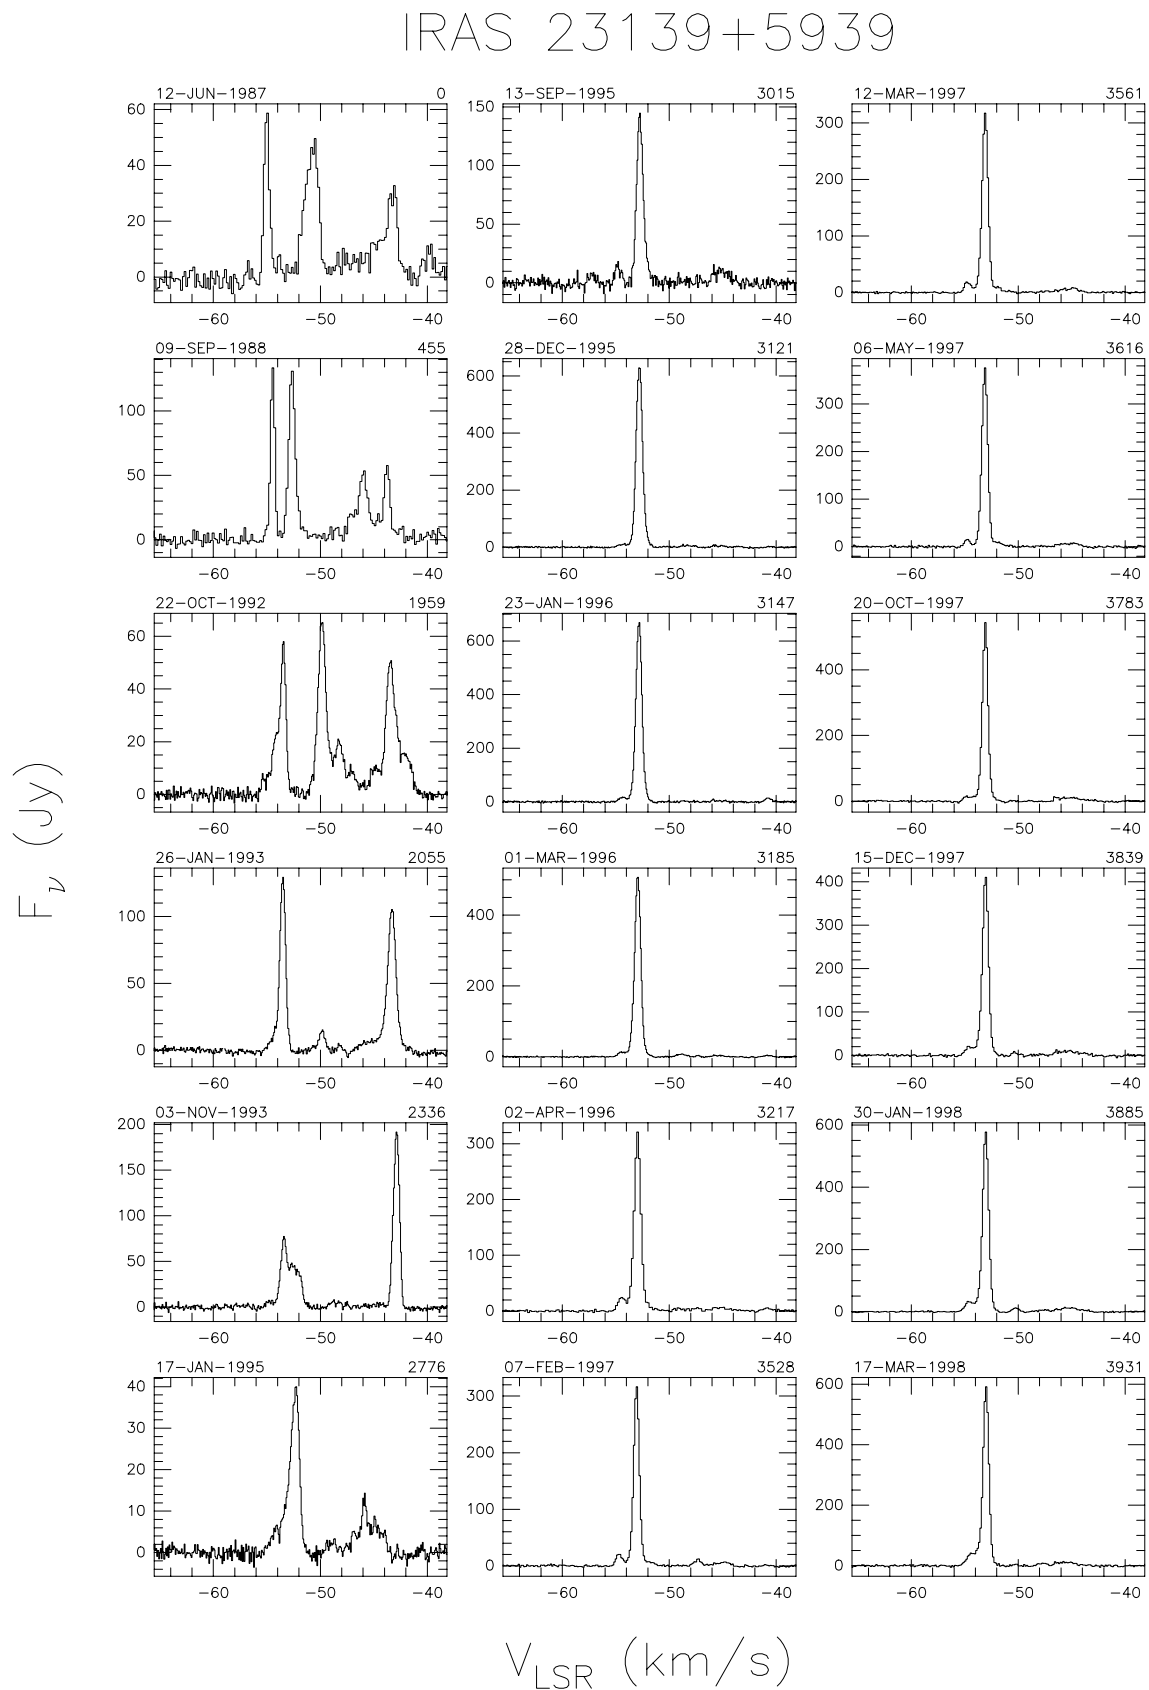 IRAS 23139+5939
12-JUN-1987 0 13-SEP-1995 3015 12-MAR-1997 3561
60 40 20 0 150 100 50 0 300 200 100 0
-60 -50 -40 -60 -50 -40 -60 -50 -40
09-SEP-1988 455 28-DEC-1995 3121 06-MAY-1997 3616
100 50 0 600 400 200 0 300 200 100 0
-60 -50 -40 -60 -50 -40 -60 -50 -40
22-OCT-1992 1959 23-JAN-1996 3147 20-OCT-1997 3783
60 40 20 0 600 400 200 0 400 200 0
-60 -50 -40 -60 -50 -40 -60 -50 -40
26-JAN-1993 2055 01-MAR-1996 3185 15-DEC-1997 3839
100 50 0 400 200 0 400 300 200 100 0
-60 -50 -40 -60 -50 -40 -60 -50 -40
03-NOV-1993 2336 02-APR-1996 3217 30-JAN-1998 3885
200 150 100 50 0 300 200 100 0 600 400 200 0
-60 -50 -40 -60 -50 -40 -60 -50 -40
17-JAN-1995 2776 07-FEB-1997 3528 17-MAR-1998 3931
40 30 20 10 0 300 200 100 0 600 400 200 0
-60 -50 -40 -60 -50 -40 -60 -50 -40
Fν (Jy)
VLSR (km/s)